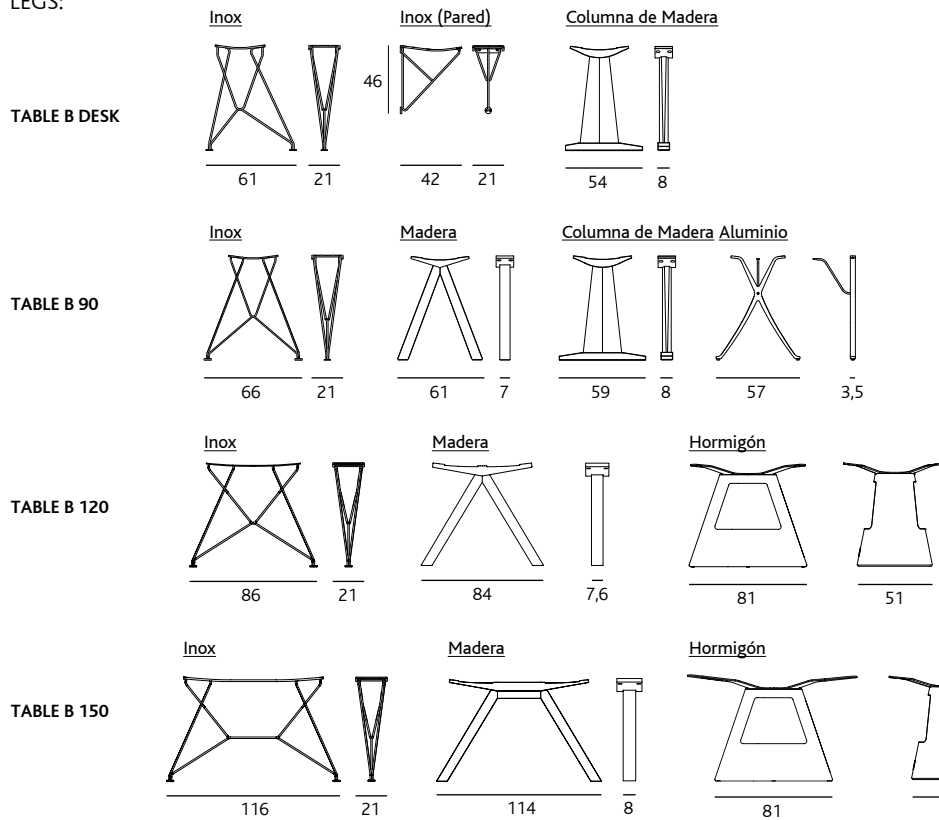 LEGS:
Inox Inox (Pared) Columna de Madera
46
TABLE B DESK
61 21 42 21 54 8
Inox Madera Columna de Madera Aluminio
TABLE B 90
66 21 61 7 59 8 57 3,5
Inox Madera Hormigón
TABLE B 120
86 21 84 7,6 81 51
Inox Madera Hormigón
TABLE B 150
116 21 114 8 81